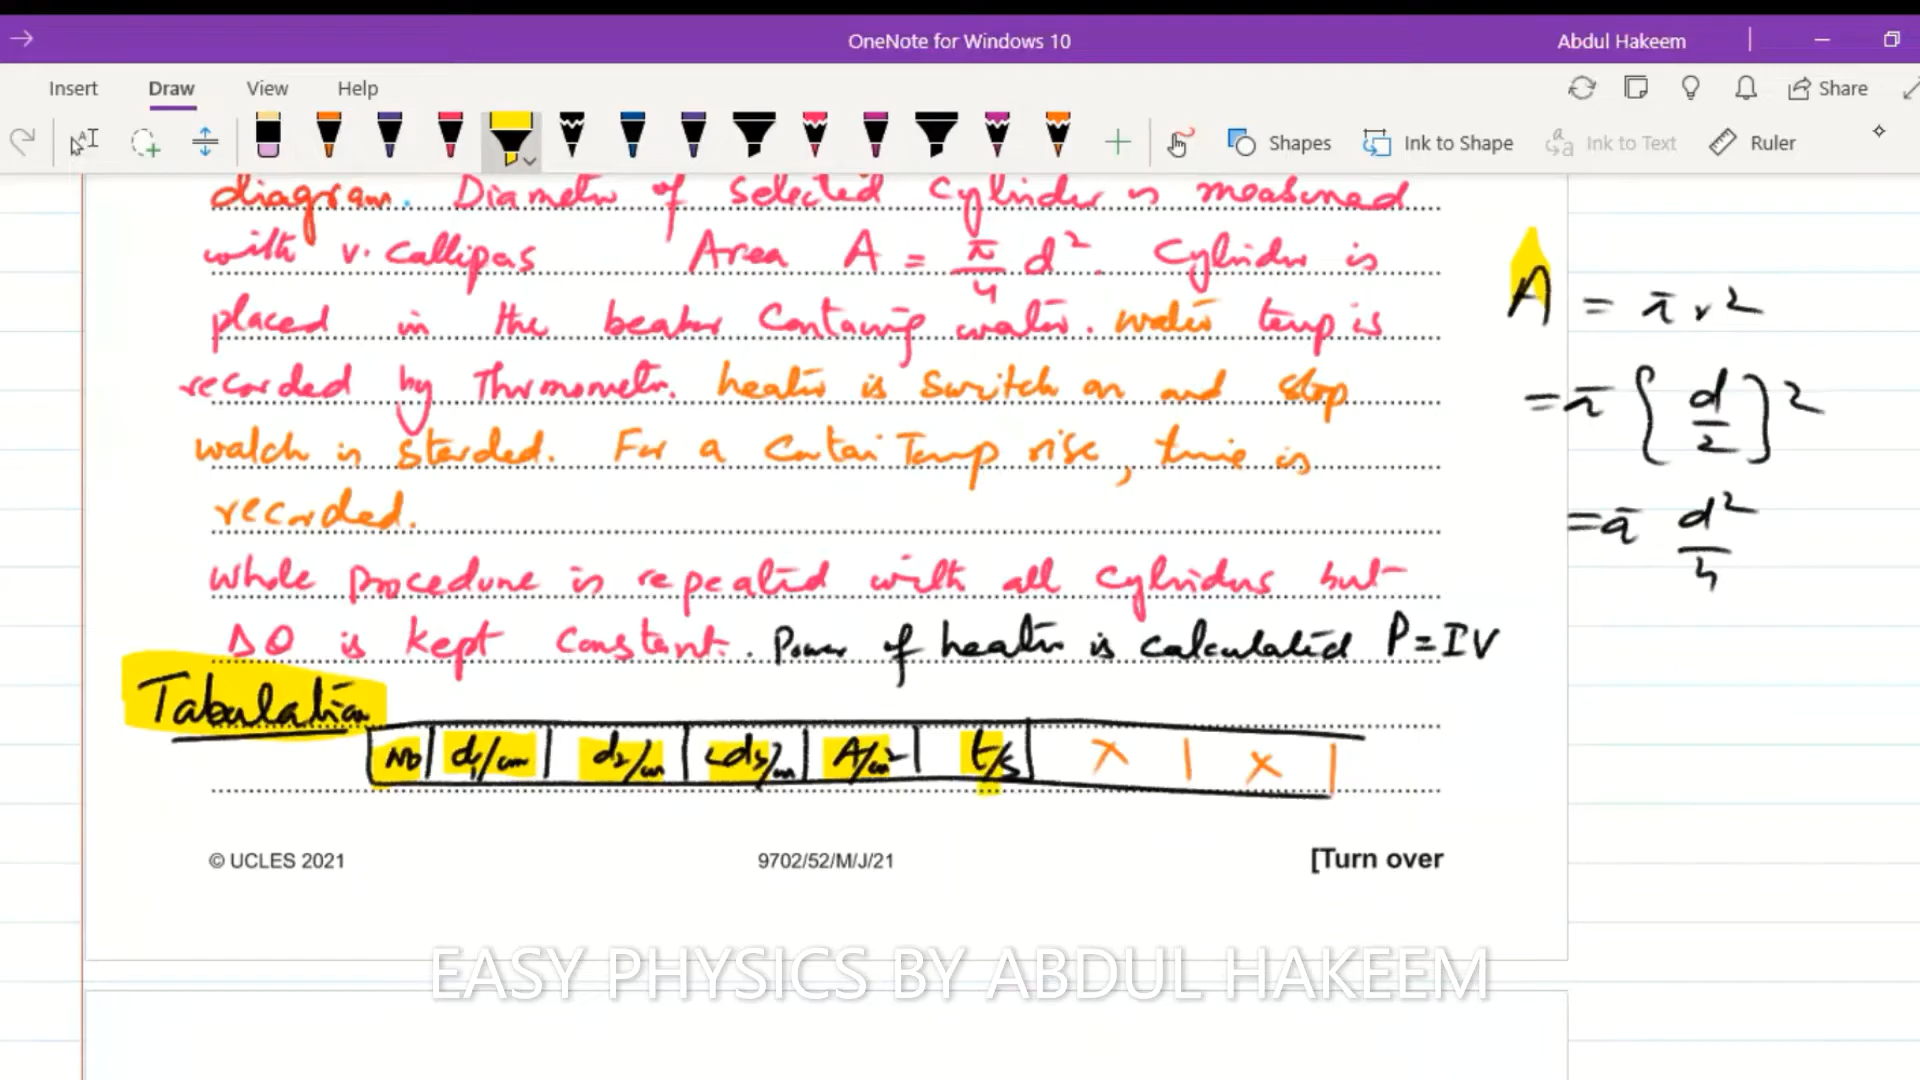 OneNote for Windows 10
Abdul Hakeem
Insert Draw View Help
Share
Shapes Ink to Shape Ink to Text Ruler
diagram. Diameter of selected cylinder is measured
with v. callipas Area A = π/4 d². Cylinder is
placed in the beaker containing water. water temp is
recorded by Thrmometer. heater is switch on and stop
watch is starded. For a certai Temp rise, time is
recorded.
whole procedure is repeated with all cylinders but
Δθ is kept constant. Power of heater is calculated P = IV
Tabulation
No d₁/cm d₂/cm <d>/cm A/cm² t/s X X
A = πr²
= π {d/2}²
= π d²/4
© UCLES 2021 9702/52/M/J/21 [Turn over
EASY PHYSICS BY ABDUL HAKEEM